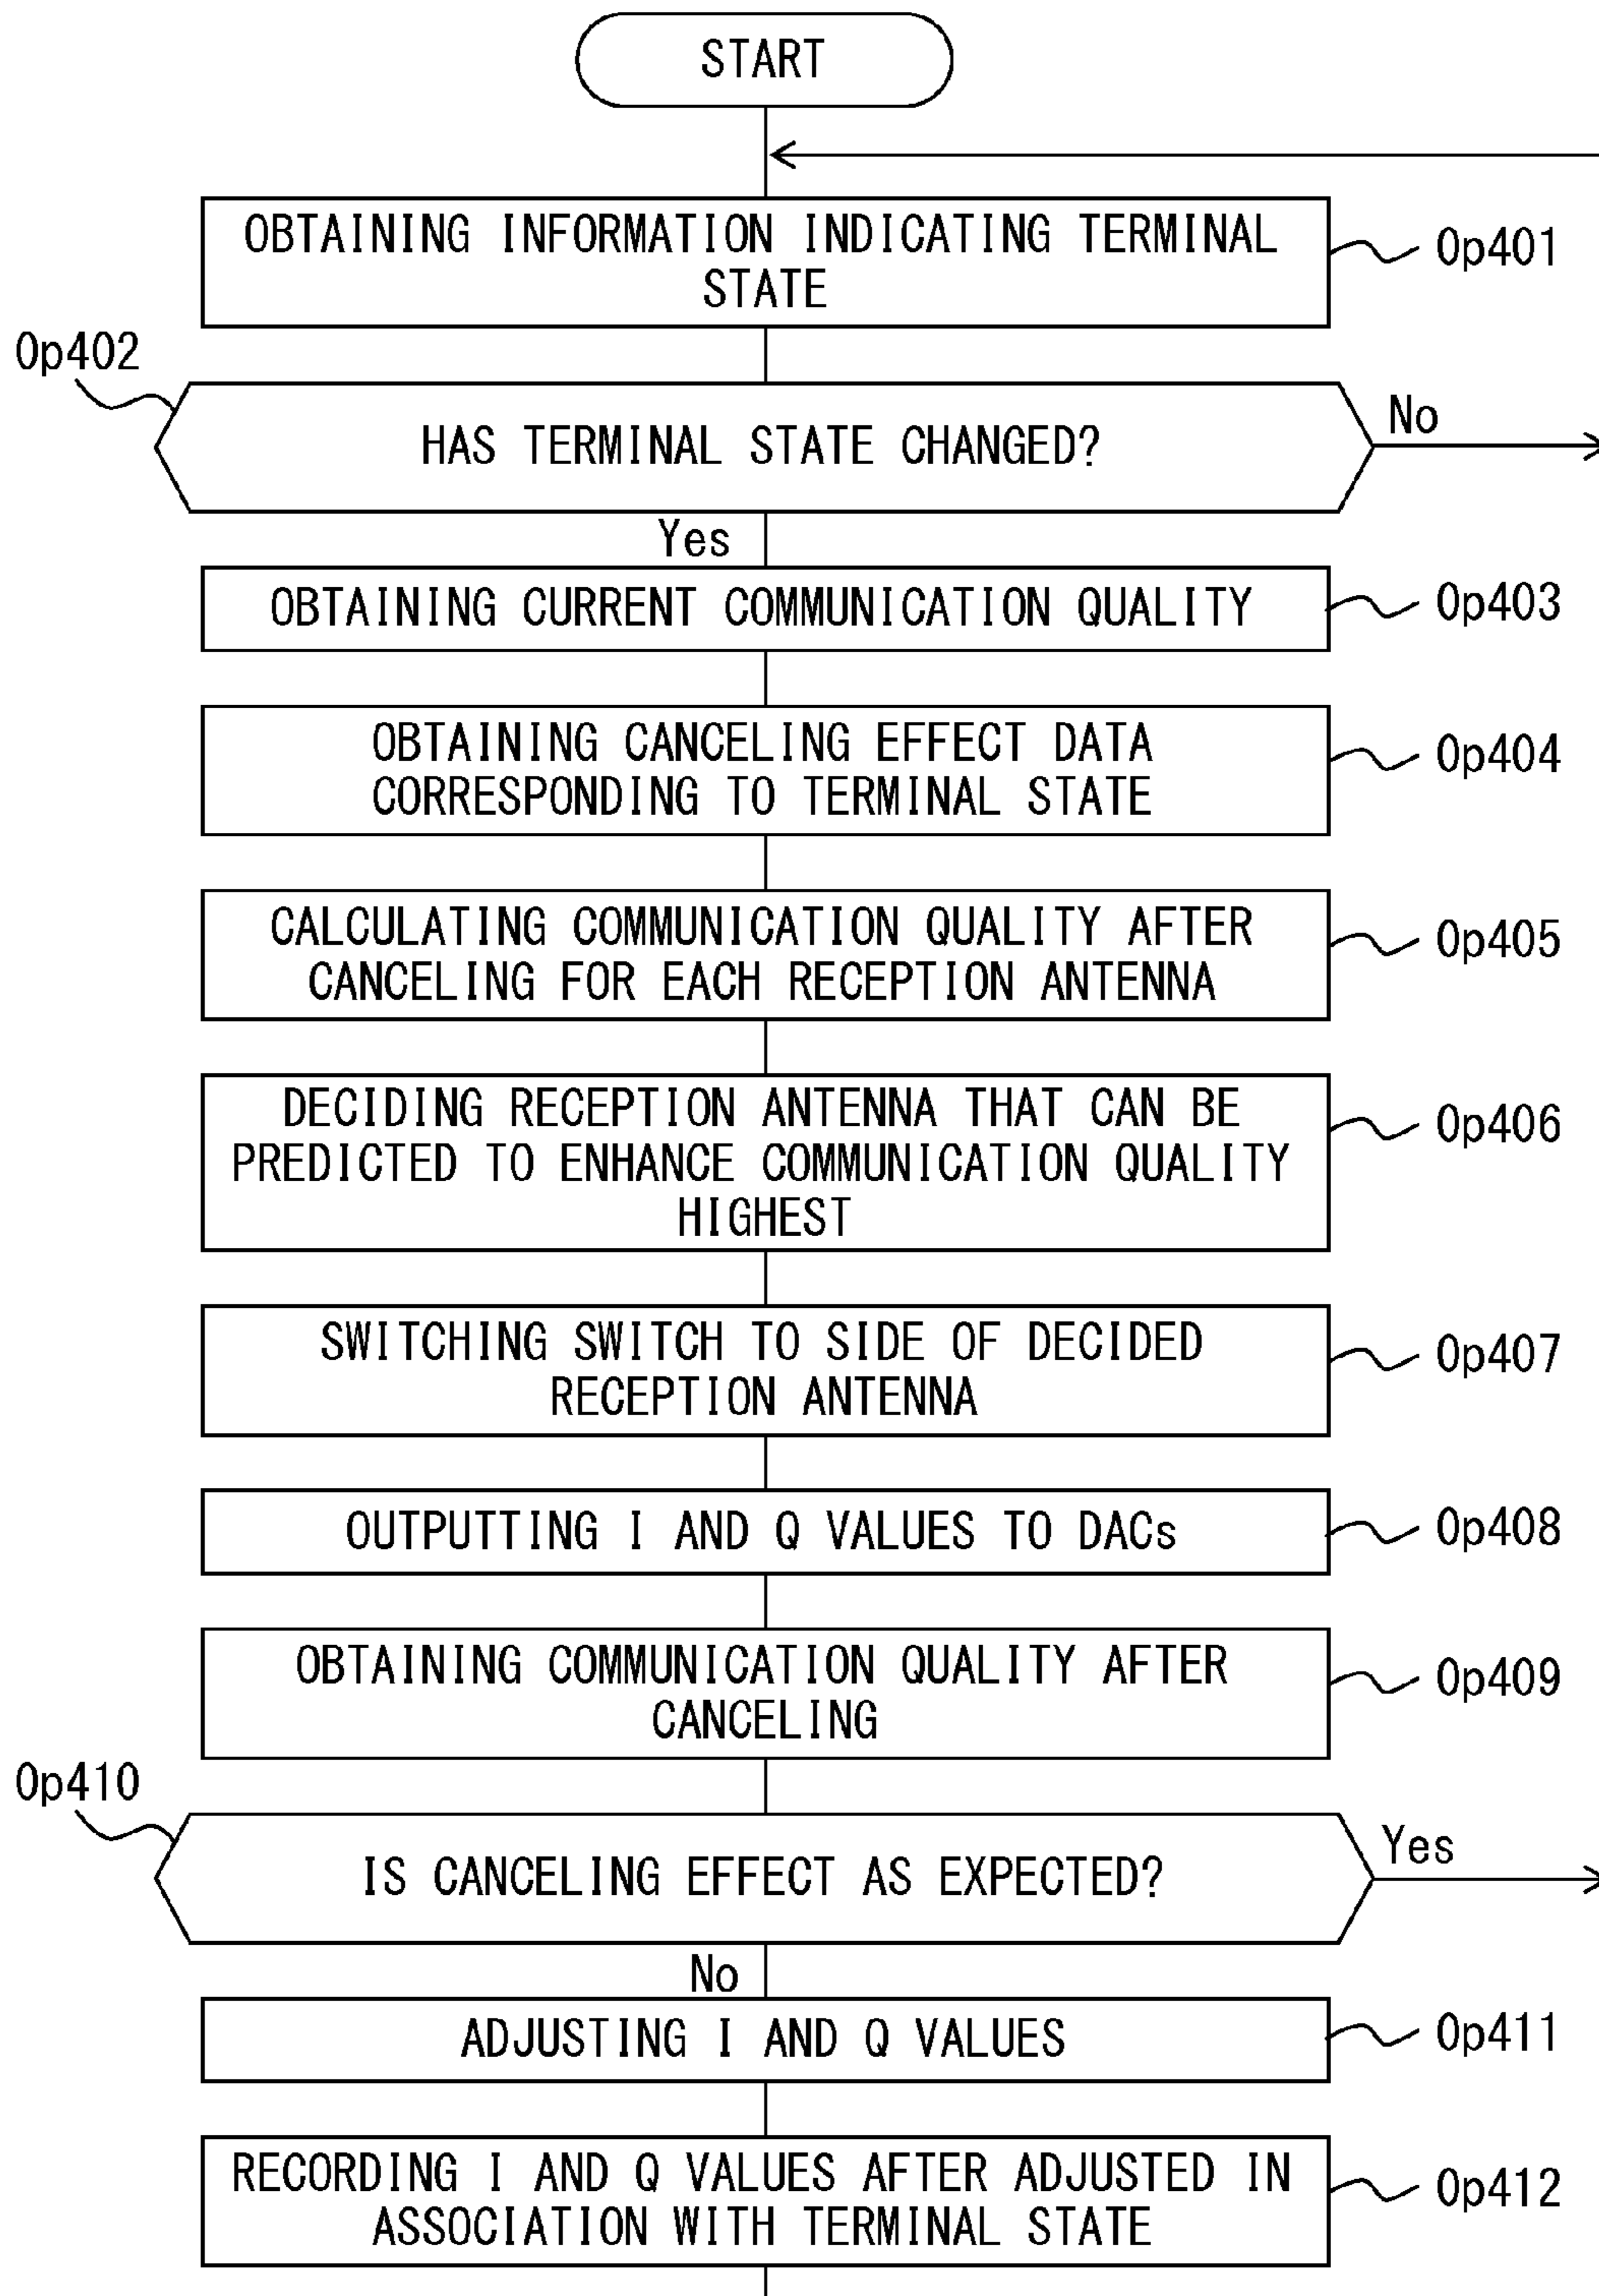 START
OBTAINING INFORMATION INDICATING TERMINAL
STATE
Op401
Op402
HAS TERMINAL STATE CHANGED?
No
Yes
OBTAINING CURRENT COMMUNICATION QUALITY
Op403
OBTAINING CANCELING EFFECT DATA
CORRESPONDING TO TERMINAL STATE
Op404
CALCULATING COMMUNICATION QUALITY AFTER
CANCELING FOR EACH RECEPTION ANTENNA
Op405
DECIDING RECEPTION ANTENNA THAT CAN BE
PREDICTED TO ENHANCE COMMUNICATION QUALITY
HIGHEST
Op406
SWITCHING SWITCH TO SIDE OF DECIDED
RECEPTION ANTENNA
Op407
OUTPUTTING I AND Q VALUES TO DACs
Op408
OBTAINING COMMUNICATION QUALITY AFTER
CANCELING
Op409
Op410
IS CANCELING EFFECT AS EXPECTED?
Yes
No
ADJUSTING I AND Q VALUES
Op411
RECORDING I AND Q VALUES AFTER ADJUSTED IN
ASSOCIATION WITH TERMINAL STATE
Op412